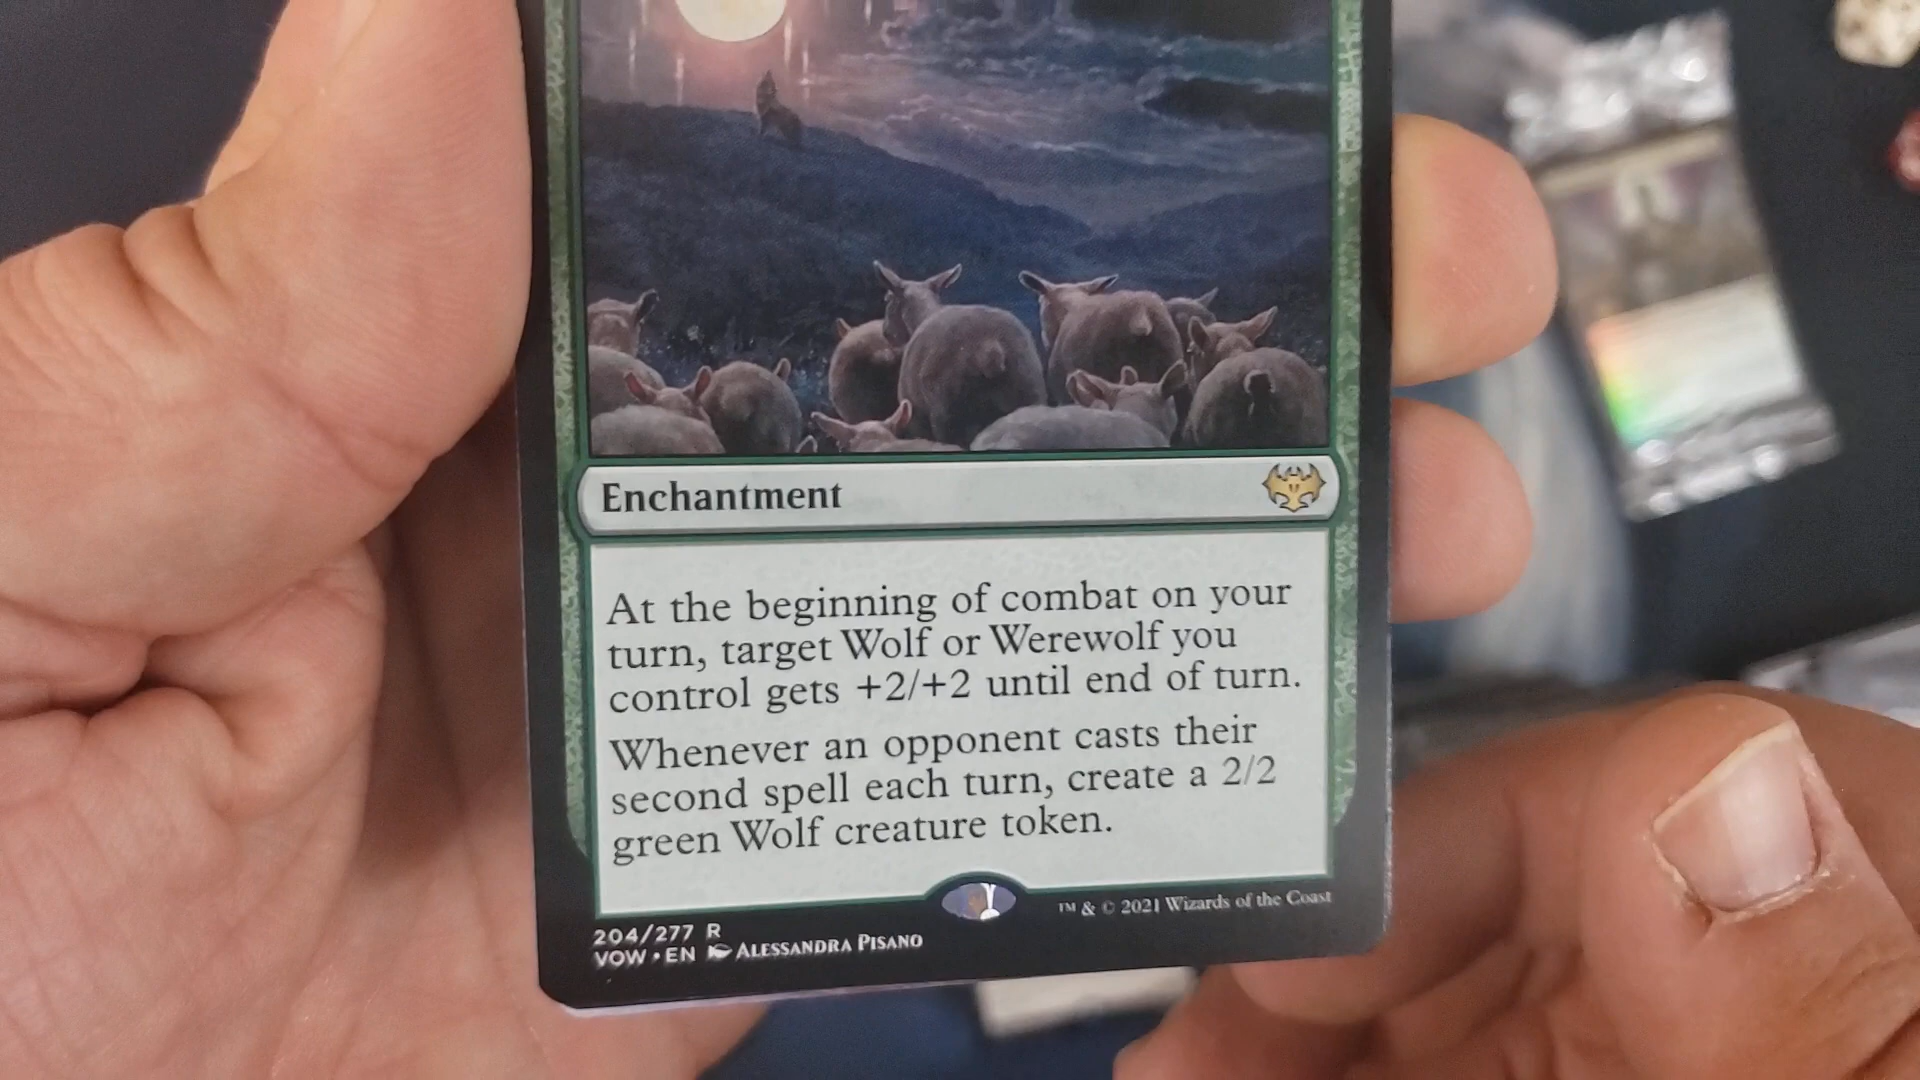 Enchantment
At the beginning of combat on your
turn, target Wolf or Werewolf you
control gets +2/+2 until end of turn.
Whenever an opponent casts their
second spell each turn, create a 2/2
green Wolf creature token.
204/277 R
VOW • EN ALESSANDRA PISANO
™ & © 2021 Wizards of the Coast